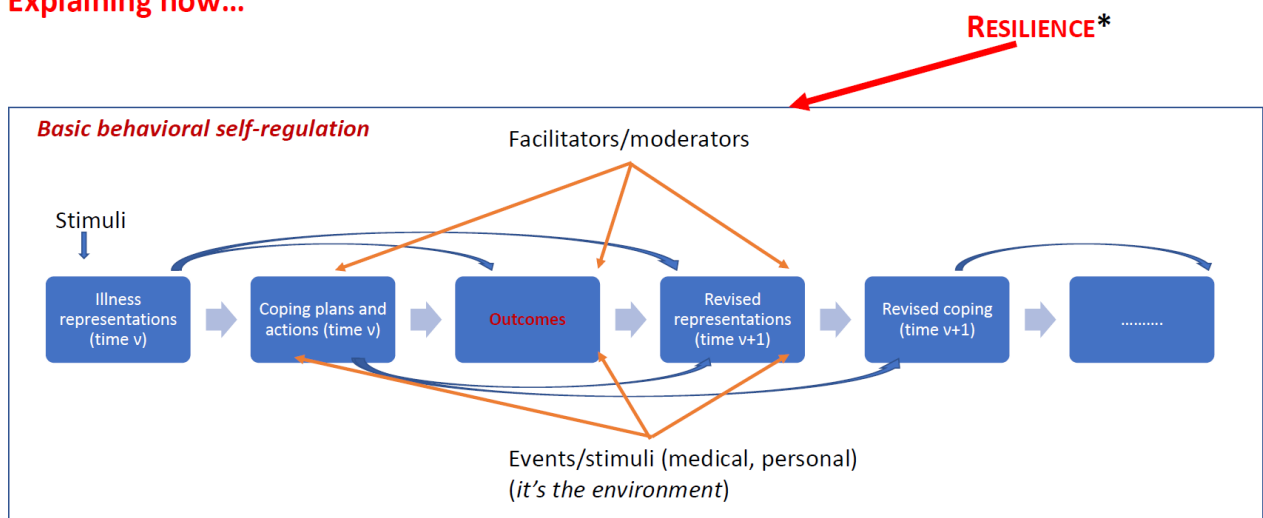 Explaining how…
RESILIENCE*
Basic behavioral self-regulation
Facilitators/moderators
Stimuli
Illness
representations
(time v)
Coping plans and
actions (time v)
Outcomes
Revised
representations
(time v+1)
Revised coping
(time v+1)
……….
Events/stimuli (medical, personal)
(it’s the environment)